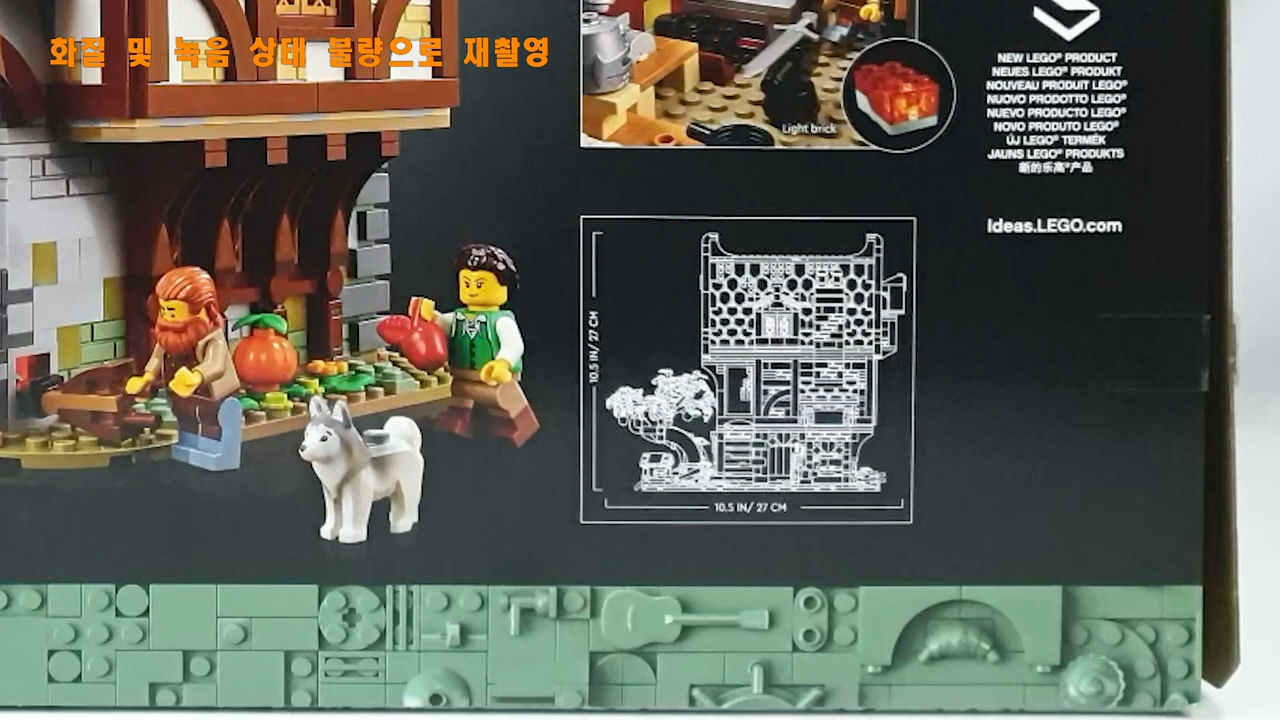 화질 및 녹음 상태 불량으로 재촬영
Light brick
NEW LEGO® PRODUCT
NEUES LEGO® PRODUKT
NOUVEAU PRODUIT LEGO®
NUOVO PRODOTTO LEGO®
NUEVO PRODUCTO LEGO®
NOVO PRODUTO LEGO®
ÚJ LEGO® TERMÉK
JAUNS LEGO® PRODUKTS
新的乐高®产品
Ideas.LEGO.com
10.5 IN/ 27 CM
10.5 IN/ 27 CM